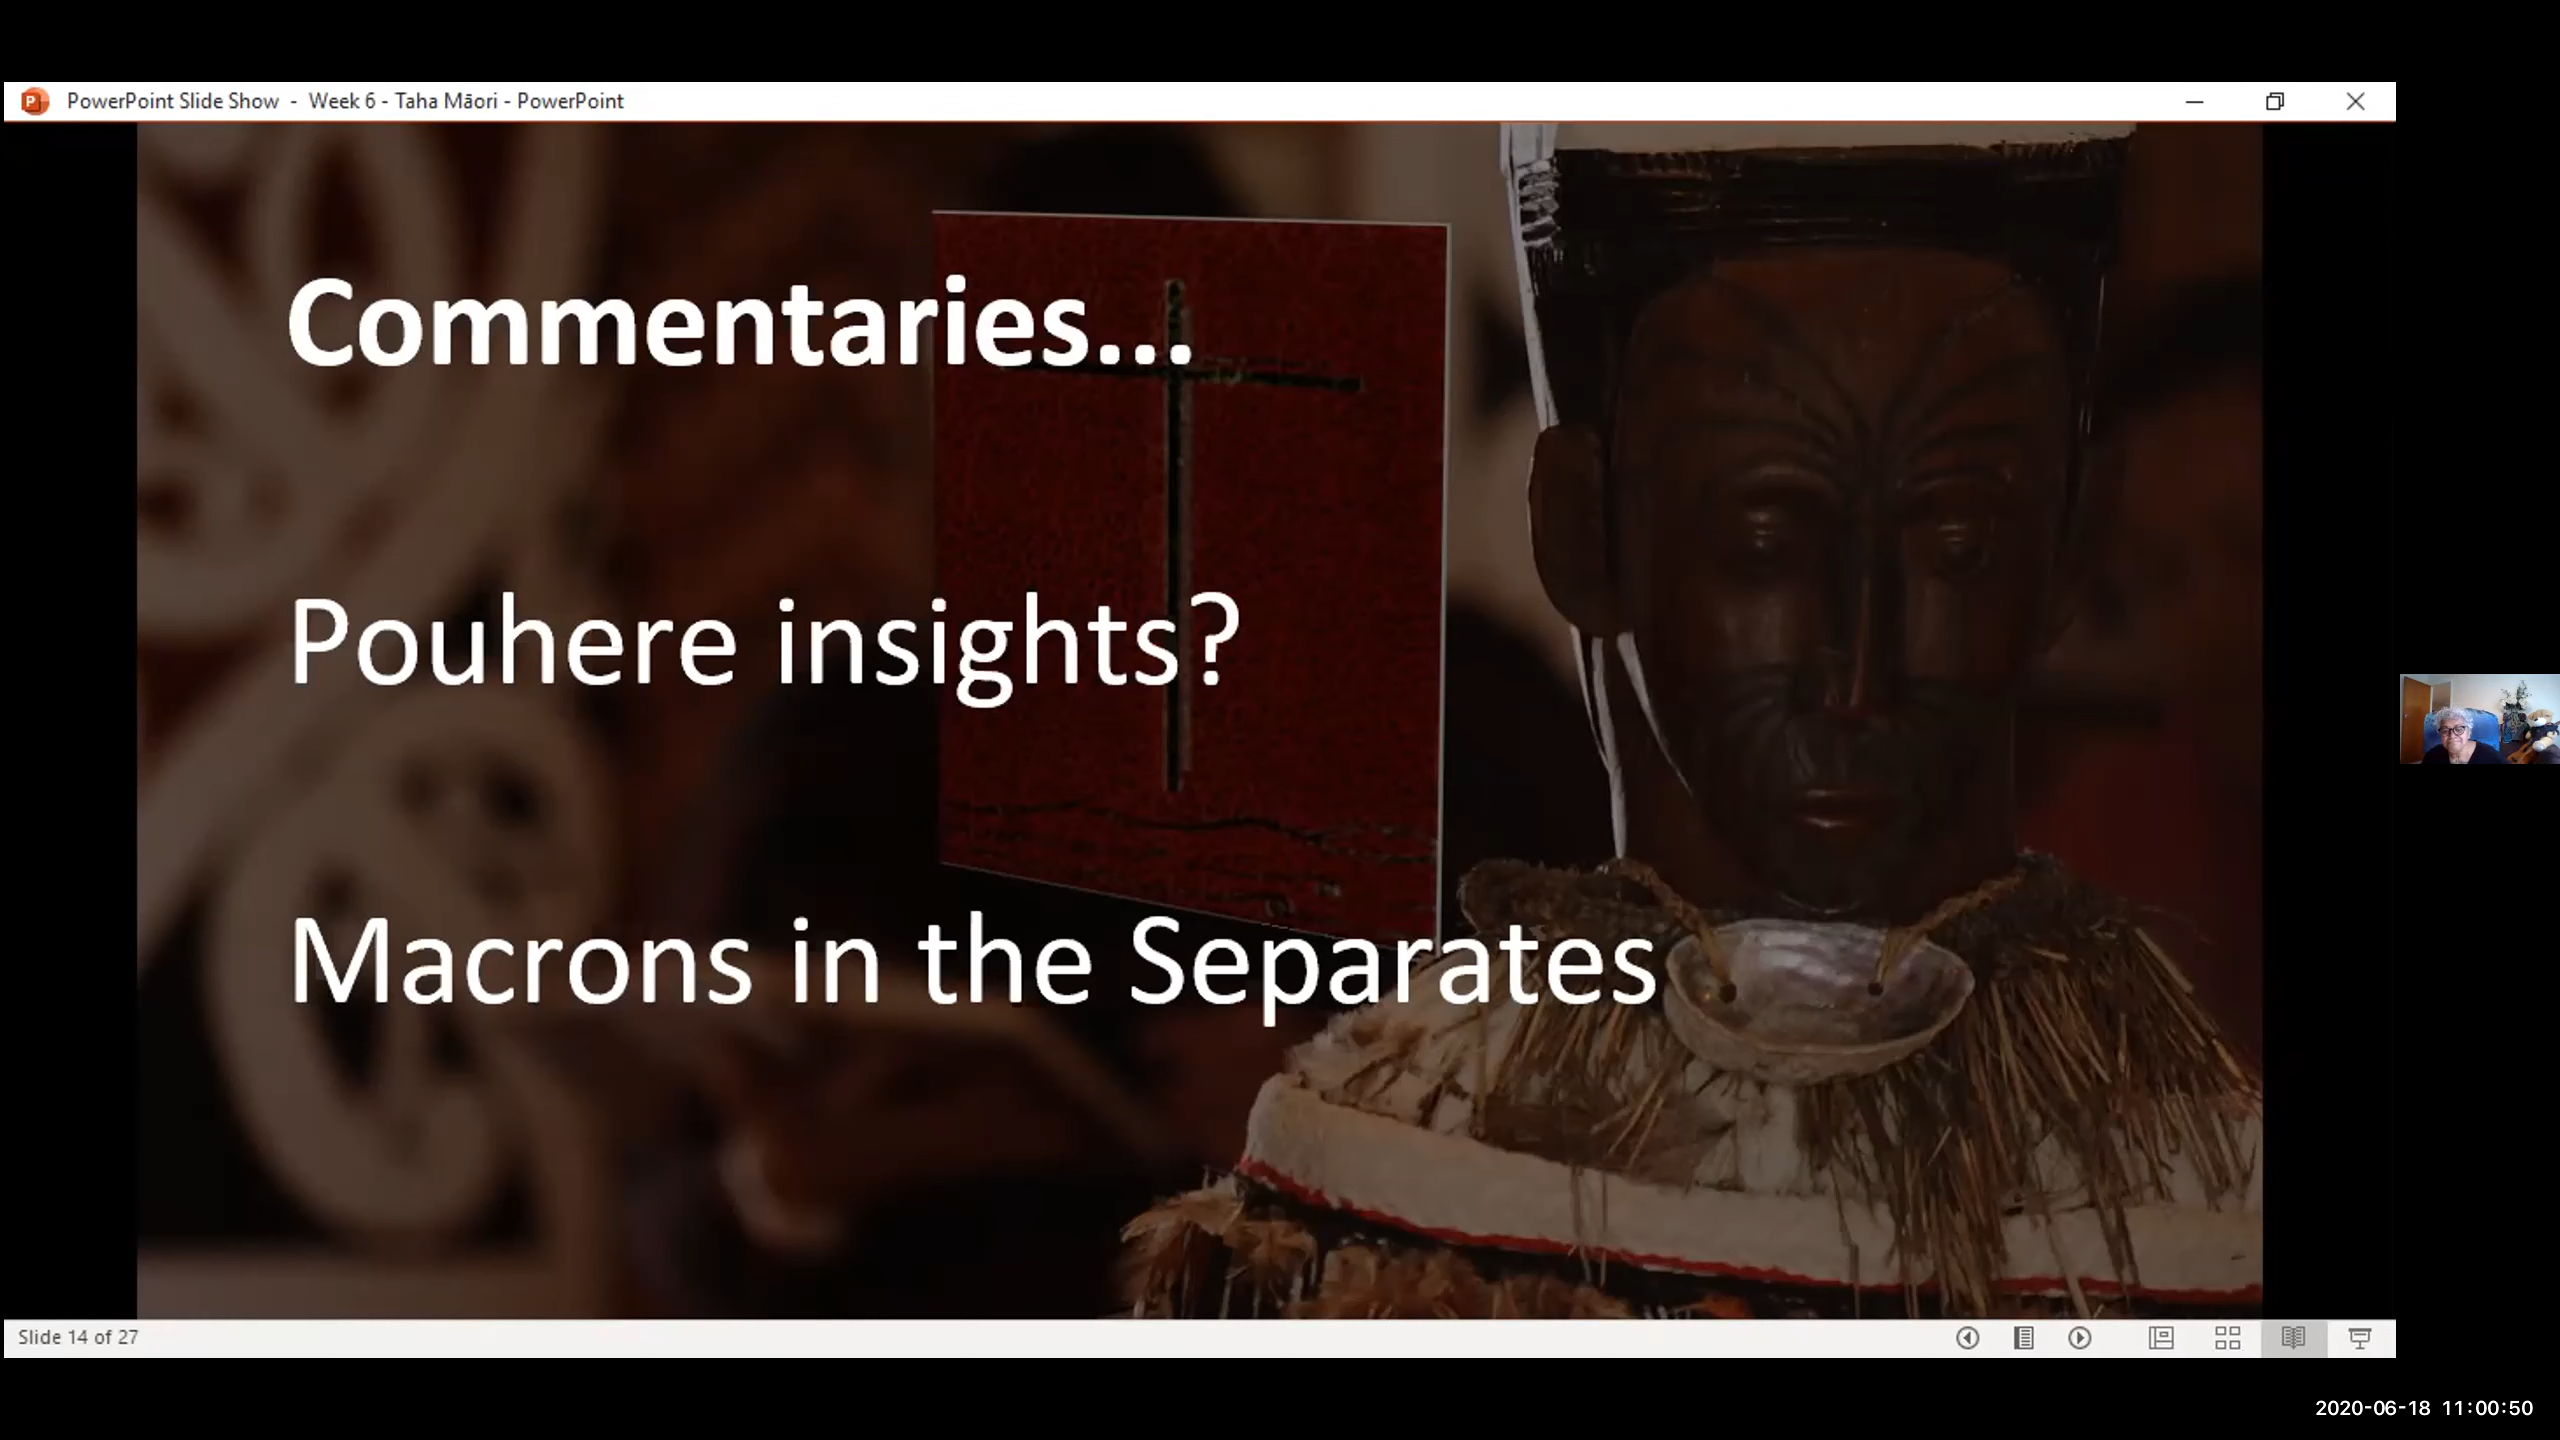 PowerPoint Slide Show - Week 6 - Taha Māori - PowerPoint
Commentaries...
Pouhere insights?
Macrons in the Separates
Slide 14 of 27
2020-06-18 11:00:50